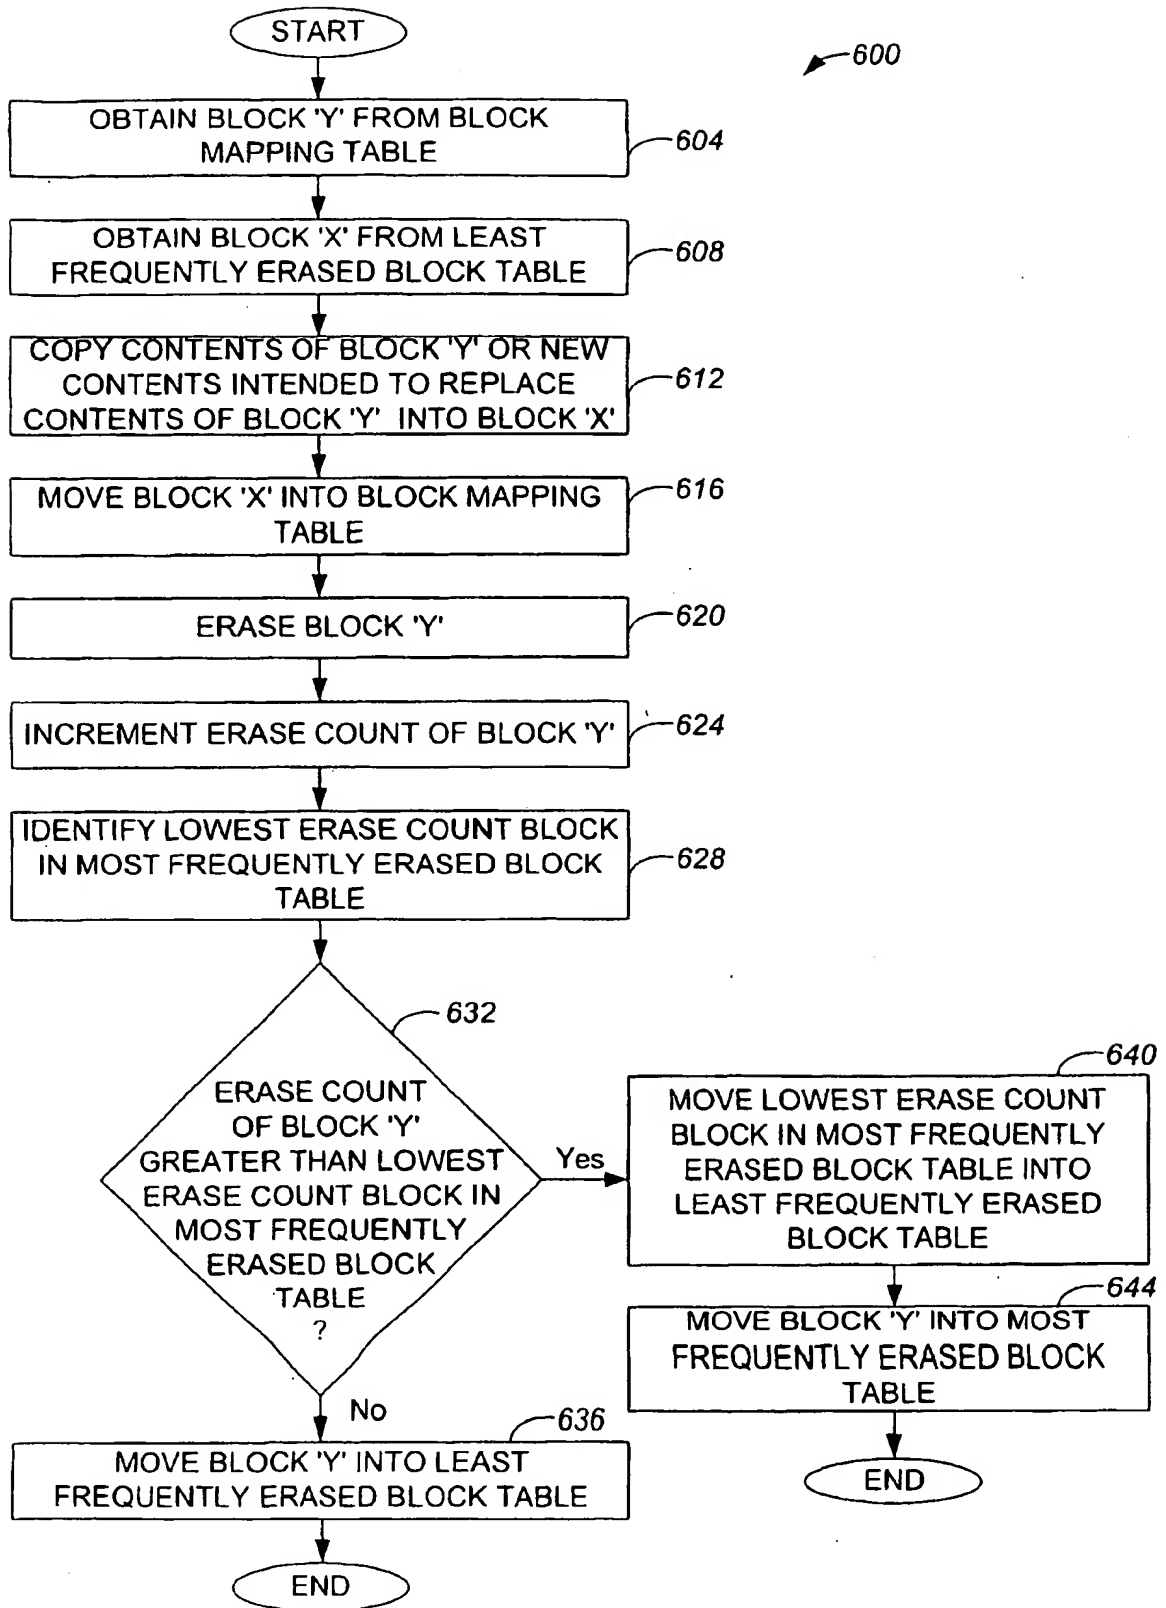 START
600
OBTAIN BLOCK 'Y' FROM BLOCK
MAPPING TABLE
604
OBTAIN BLOCK 'X' FROM LEAST
FREQUENTLY ERASED BLOCK TABLE
608
COPY CONTENTS OF BLOCK 'Y' OR NEW
CONTENTS INTENDED TO REPLACE
CONTENTS OF BLOCK 'Y' INTO BLOCK 'X'
612
MOVE BLOCK 'X' INTO BLOCK MAPPING
TABLE
616
ERASE BLOCK 'Y'
620
INCREMENT ERASE COUNT OF BLOCK 'Y'
624
IDENTIFY LOWEST ERASE COUNT BLOCK
IN MOST FREQUENTLY ERASED BLOCK
TABLE
628
632
ERASE COUNT
OF BLOCK 'Y'
GREATER THAN LOWEST
ERASE COUNT BLOCK IN
MOST FREQUENTLY
ERASED BLOCK
TABLE
?
Yes
640
MOVE LOWEST ERASE COUNT
BLOCK IN MOST FREQUENTLY
ERASED BLOCK TABLE INTO
LEAST FREQUENTLY ERASED
BLOCK TABLE
644
MOVE BLOCK 'Y' INTO MOST
FREQUENTLY ERASED BLOCK
TABLE
END
No
636
MOVE BLOCK 'Y' INTO LEAST
FREQUENTLY ERASED BLOCK TABLE
END